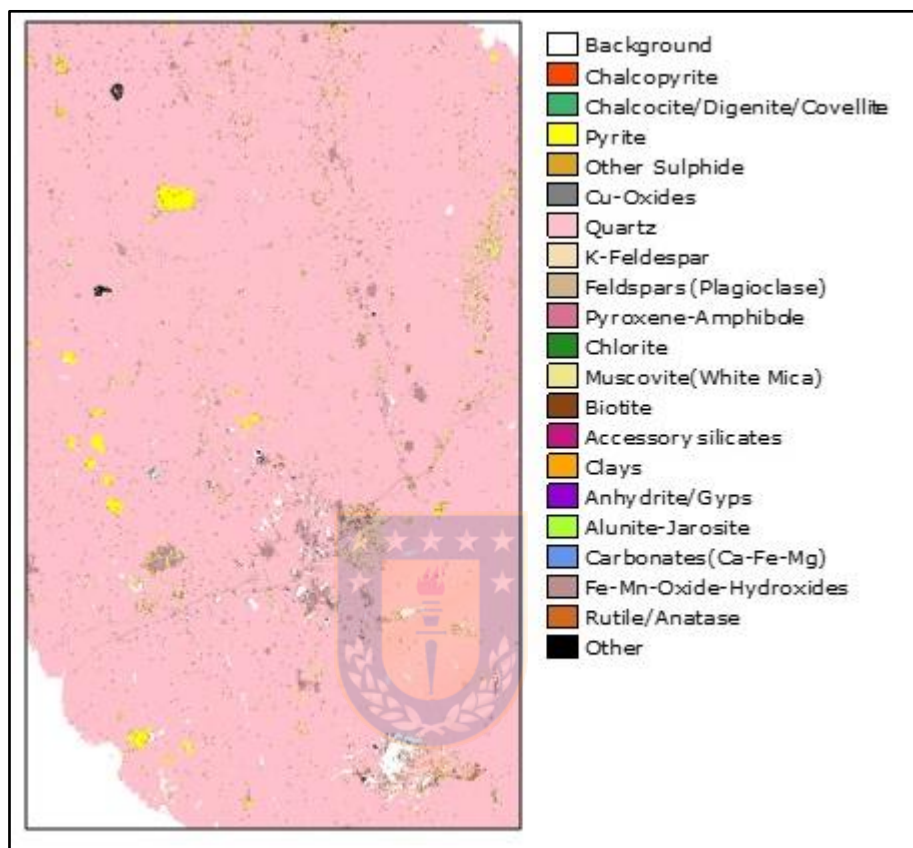 Background
Chalcopyrite
Chalcocite/Digenite/Covellite
Pyrite
Other Sulphide
Cu-Oxides
Quartz
K-Feldespar
Feldspars (Plagioclase)
Pyroxene-Amphibole
Chlorite
Muscovite(White Mica)
Biotite
Accessory silicates
Clays
Anhydrite/Gyps
Alunite-Jarosite
Carbonates(Ca-Fe-Mg)
Fe-Mn-Oxide-Hydroxides
Rutile/Anatase
Other